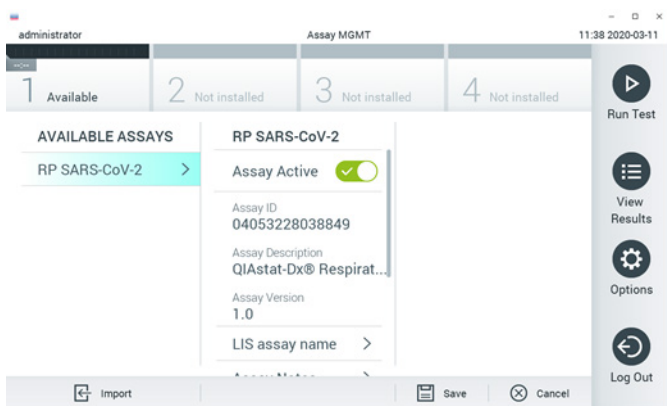 administrator Assay MGMT 11:38 2020-03-11
1 Available 2 Not installed 3 Not installed 4 Not installed
Run Test
AVAILABLE ASSAYS
RP SARS-CoV-2
RP SARS-CoV-2
Assay Active
Assay ID
04053228038849
Assay Description
QIAstat-Dx® Respirat...
Assay Version
1.0
LIS assay name
Assay Notes
View
Results
Options
Log Out
Import Save Cancel